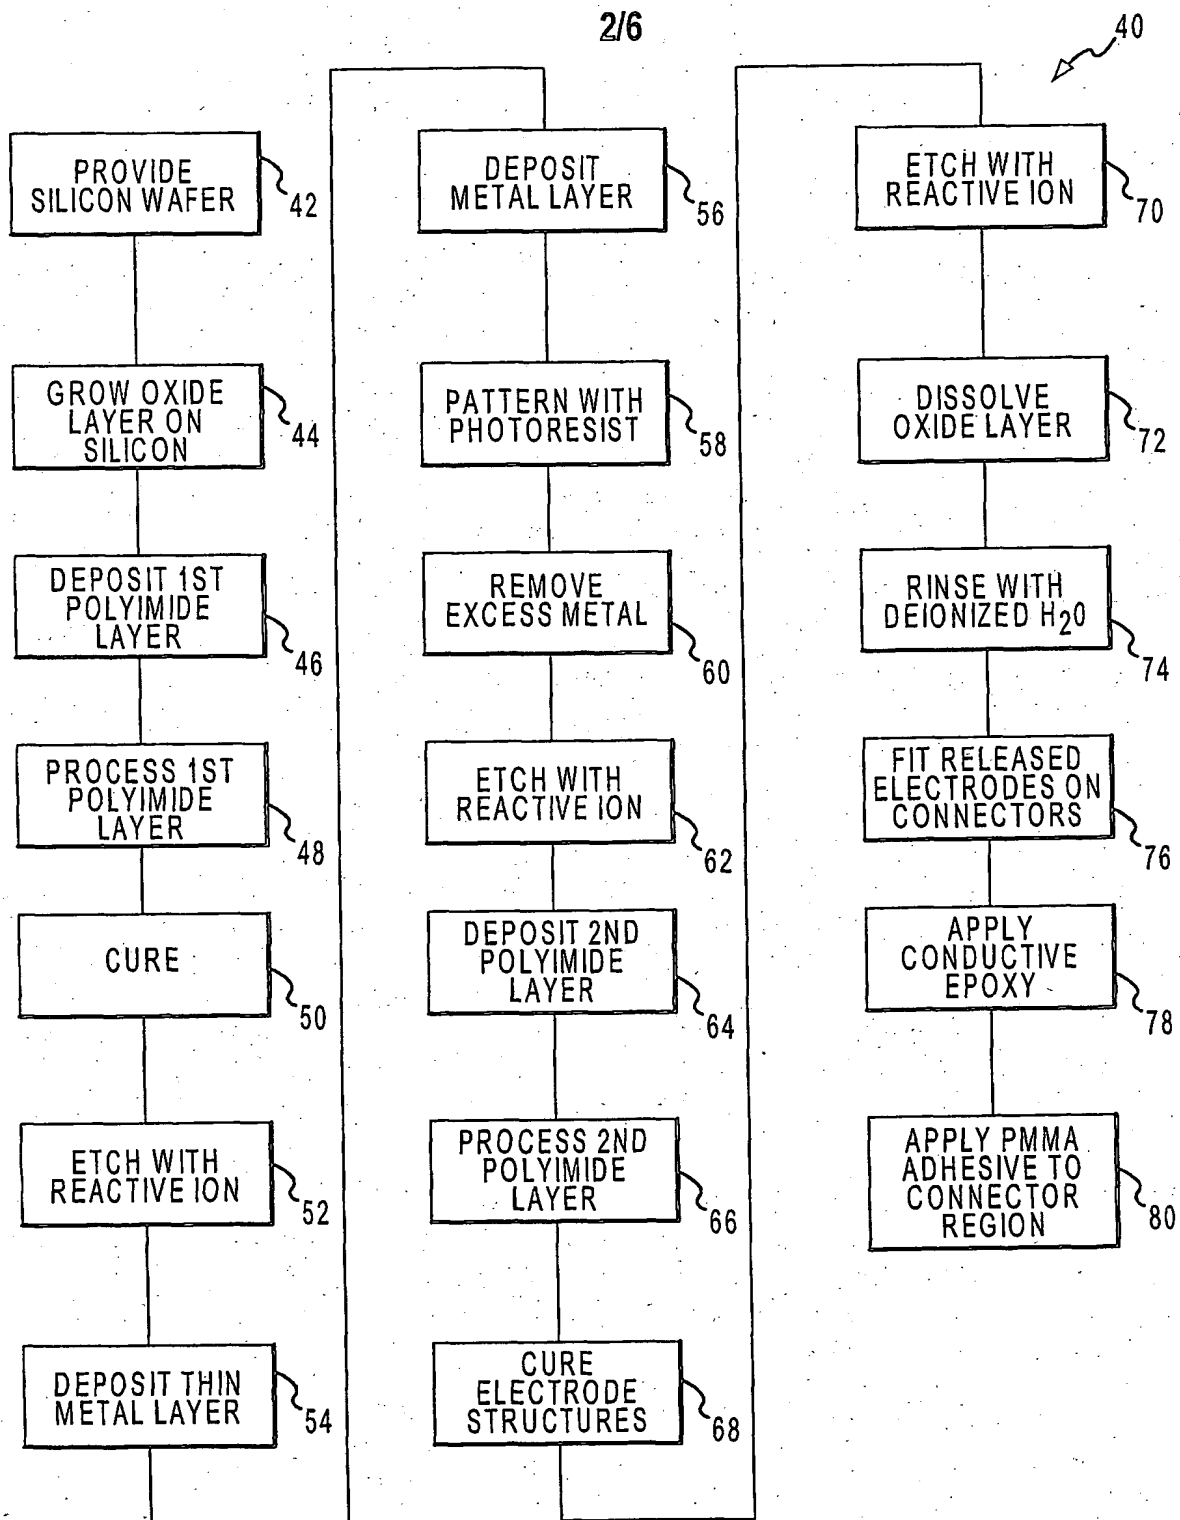 2/6
40
PROVIDE
SILICON WAFER
42
GROW OXIDE
LAYER ON
SILICON
44
DEPOSIT 1ST
POLYIMIDE
LAYER
46
PROCESS 1ST
POLYIMIDE
LAYER
48
CURE
50
ETCH WITH
REACTIVE ION
52
DEPOSIT THIN
METAL LAYER
54
DEPOSIT
METAL LAYER
56
PATTERN WITH
PHOTORESIST
58
REMOVE
EXCESS METAL
60
ETCH WITH
REACTIVE ION
62
DEPOSIT 2ND
POLYIMIDE
LAYER
64
PROCESS 2ND
POLYIMIDE
LAYER
66
CURE
ELECTRODE
STRUCTURES
68
ETCH WITH
REACTIVE ION
70
DISSOLVE
OXIDE LAYER
72
RINSE WITH
DEIONIZED H20
74
FIT RELEASED
ELECTRODES ON
CONNECTORS
76
APPLY
CONDUCTIVE
EPOXY
78
APPLY PMMA
ADHESIVE TO
CONNECTOR
REGION
80